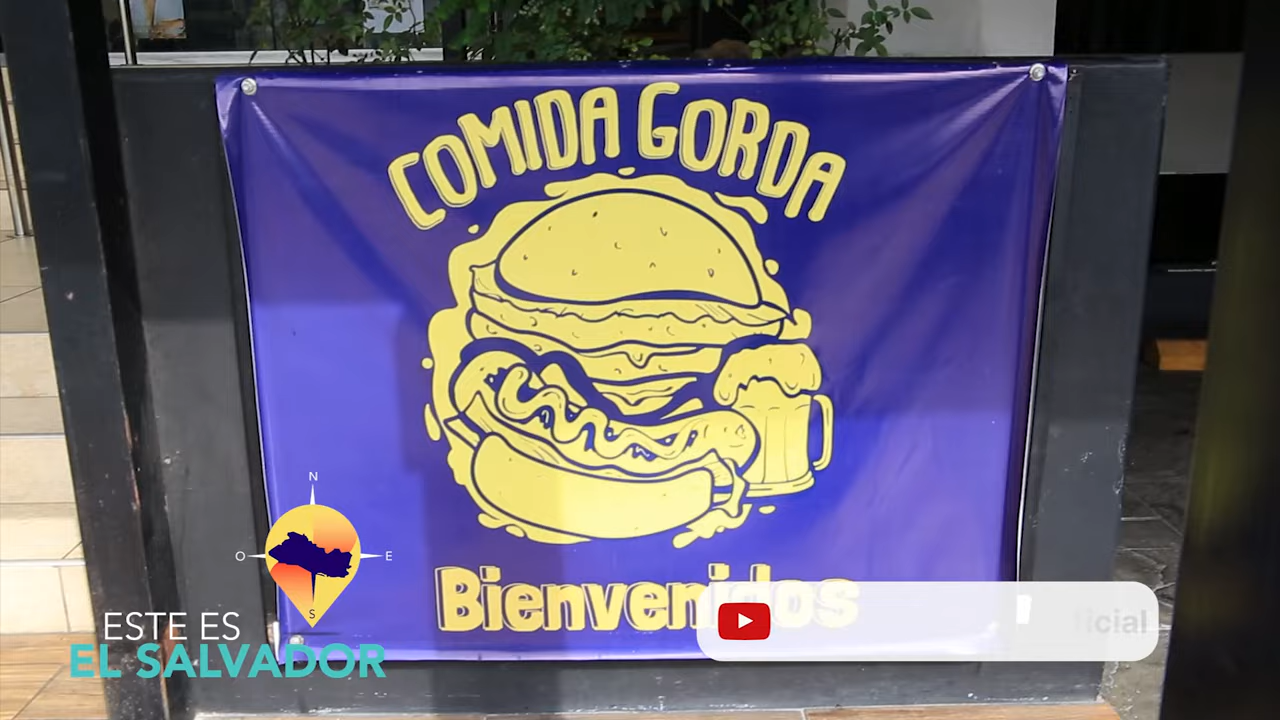 COMIDA GORDA
Bienvenidos
N
O
E
S
ESTE ES
EL SALVADOR